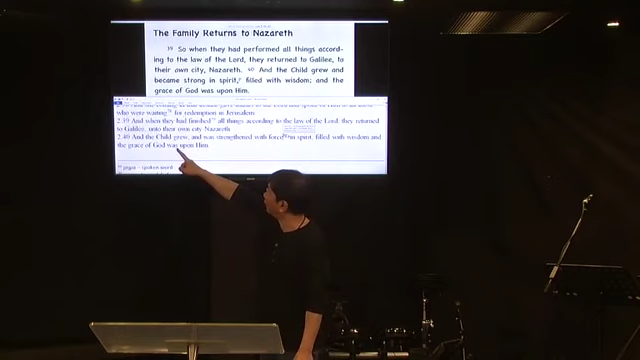 The Family Returns to Nazareth
39 So when they had performed all things accord-
ing to the law of the Lord, they returned to Galilee, to
their own city, Nazareth. 40 And the Child grew and
became strong in spirit, filled with wisdom; and the
grace of God was upon Him.
who were waiting for redemption in Jerusalem.
2:39 And when they had finished all things according to the law of the Lord, they returned
to Galilee, unto their own city Nazareth
2:40 And the Child grew, and was strengthened with force in spirit, filled with wisdom and
the grace of God was upon Him.
spoken word